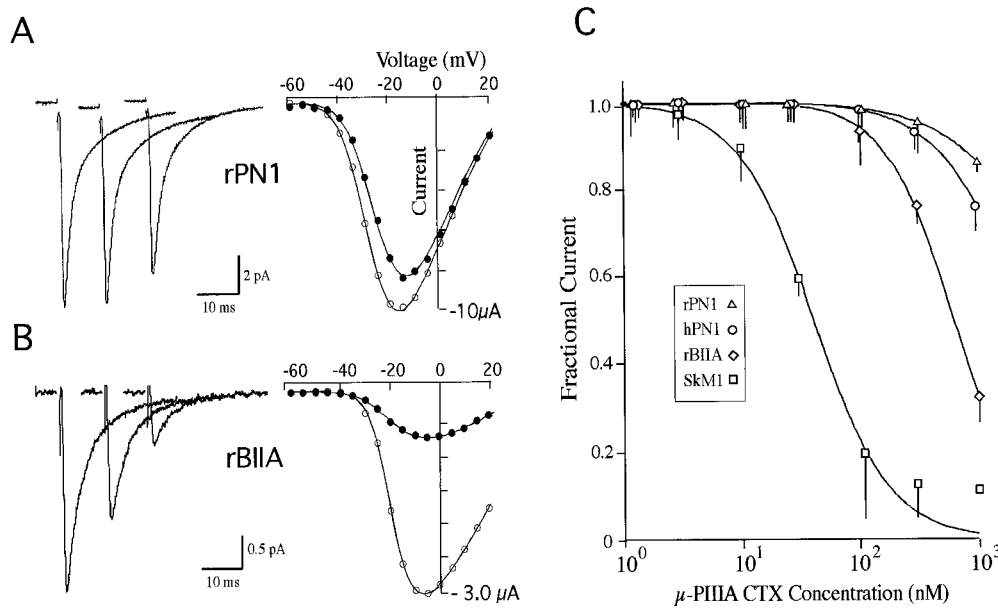 A
Voltage (mV)
-60 -40 -20 0 20
rPN1
Current
2 pA
10 ms
-10µA
B
-60 -40 -20 0 20
rBIIA
0.5 pA
10 ms
-3.0 µA
C
1.0
0.8
0.6
0.4
0.2
0
Fractional Current
rPN1
hPN1
rBIIA
SkM1
10⁰ 10¹ 10² 10³
µ-PIIIA CTX Concentration (nM)